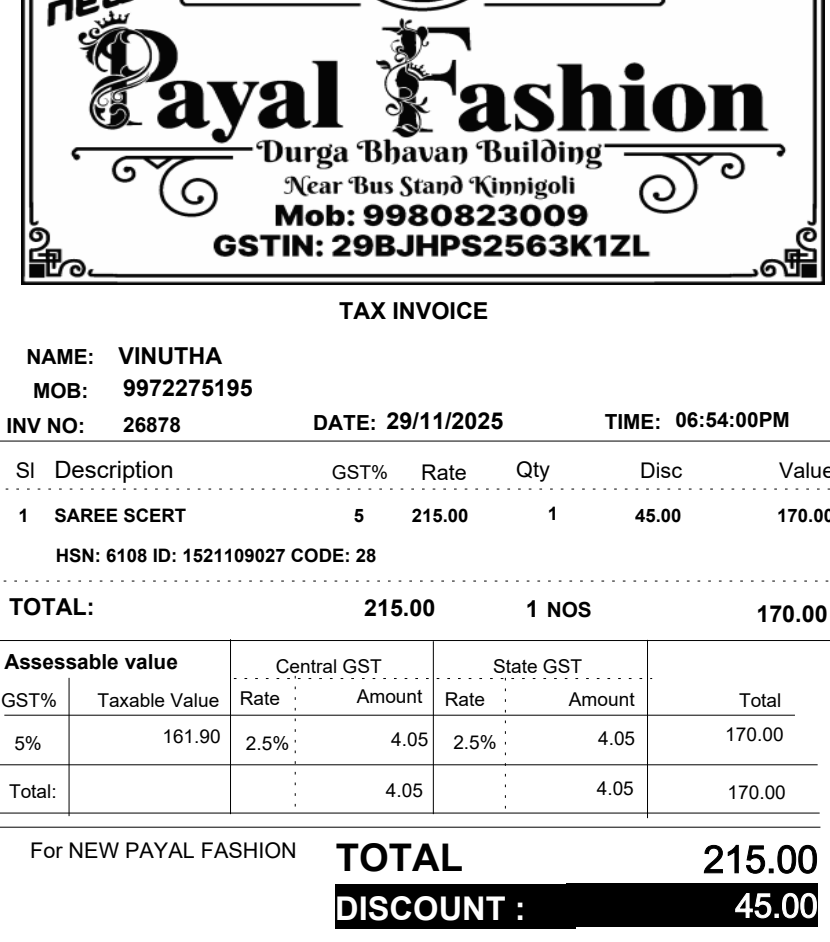 new
Payal Fashion
Durga Bhavan Building
Near Bus Stand Kinnigoli
Mob: 9980823009
GSTIN: 29BJHPS2563K1ZL
TAX INVOICE
NAME: VINUTHA
MOB: 9972275195
INV NO: 26878 DATE: 29/11/2025 TIME: 06:54:00PM
Sl Description GST% Rate Qty Disc Value
1 SAREE SCERT 5 215.00 1 45.00 170.00
HSN: 6108 ID: 1521109027 CODE: 28
TOTAL: 215.00 1 NOS 170.00
Assessable value Central GST State GST
GST% Taxable Value Rate Amount Rate Amount Total
5% 161.90 2.5% 4.05 2.5% 4.05 170.00
Total: 4.05 4.05 170.00
For NEW PAYAL FASHION TOTAL 215.00
DISCOUNT : 45.00